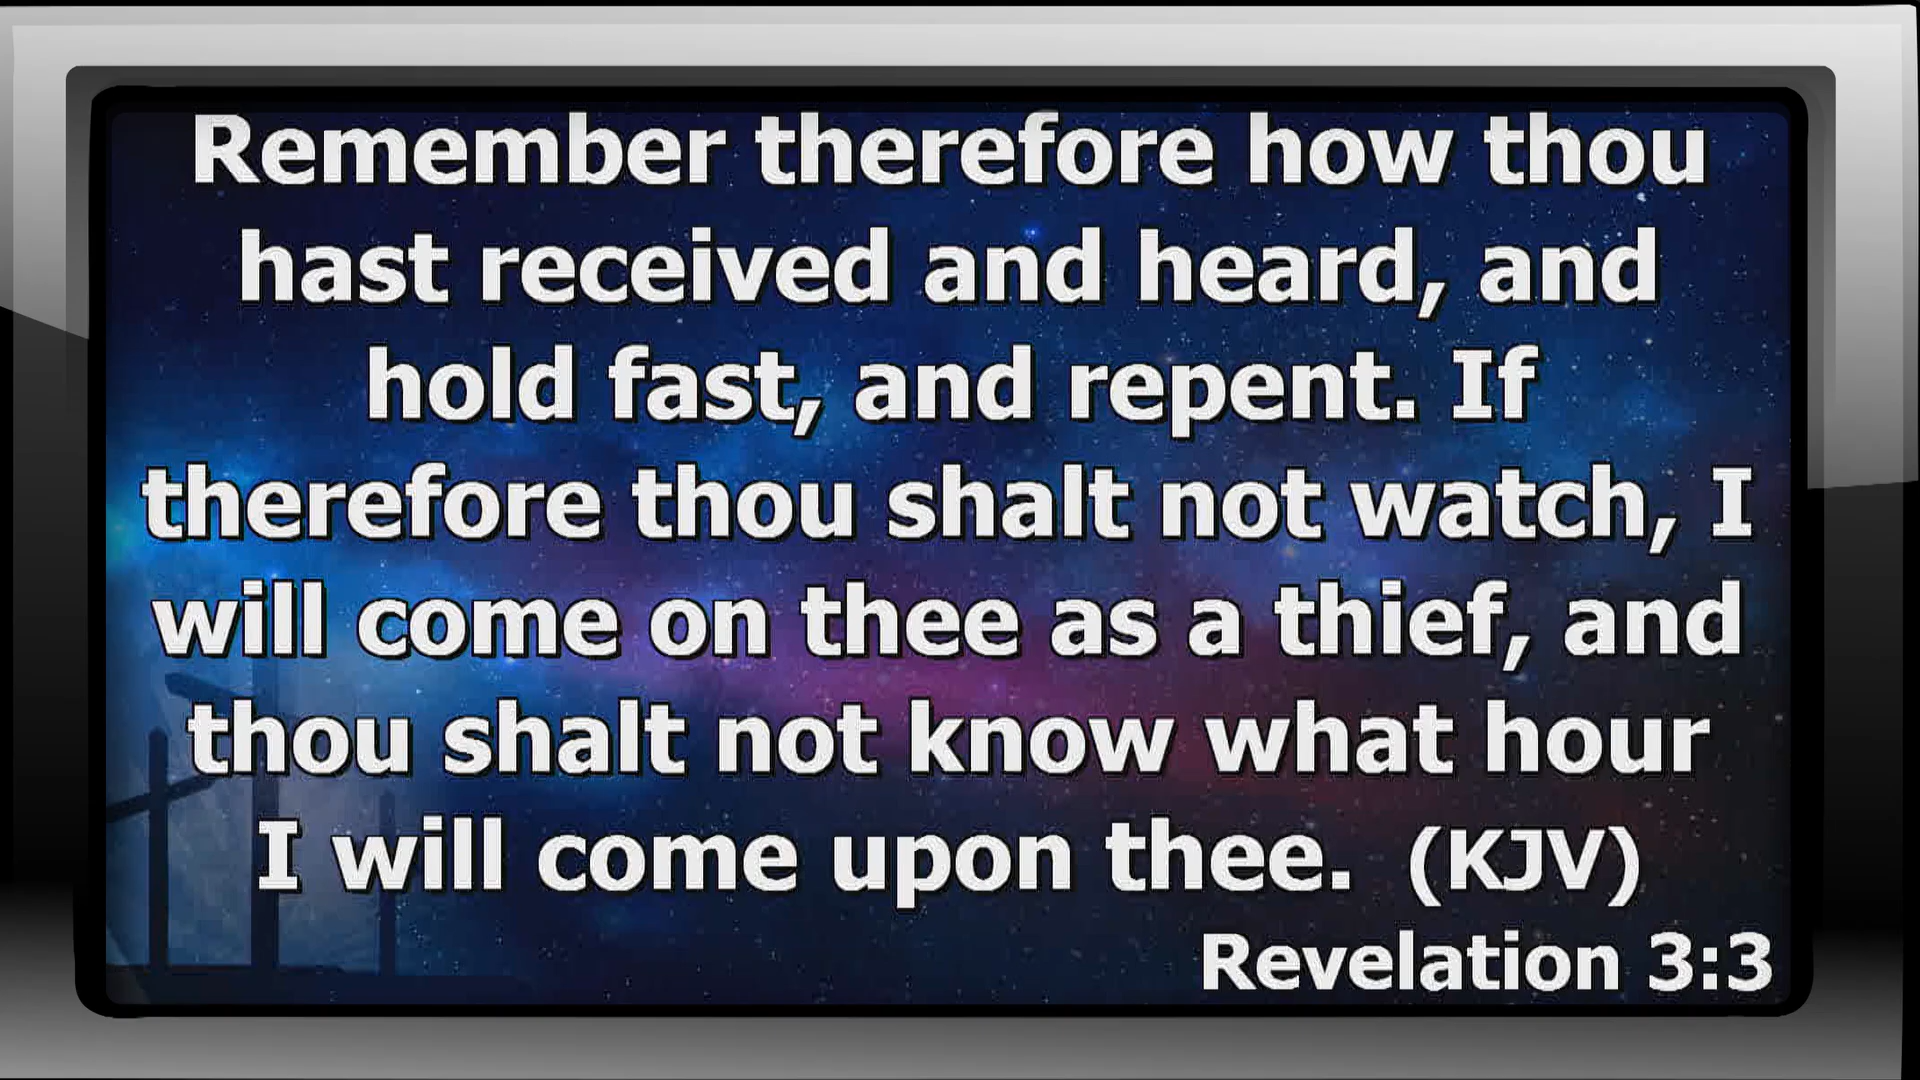 Remember therefore how thou
hast received and heard, and
hold fast, and repent. If
therefore thou shalt not watch, I
will come on thee as a thief, and
thou shalt not know what hour
I will come upon thee.  (KJV)
Revelation 3:3